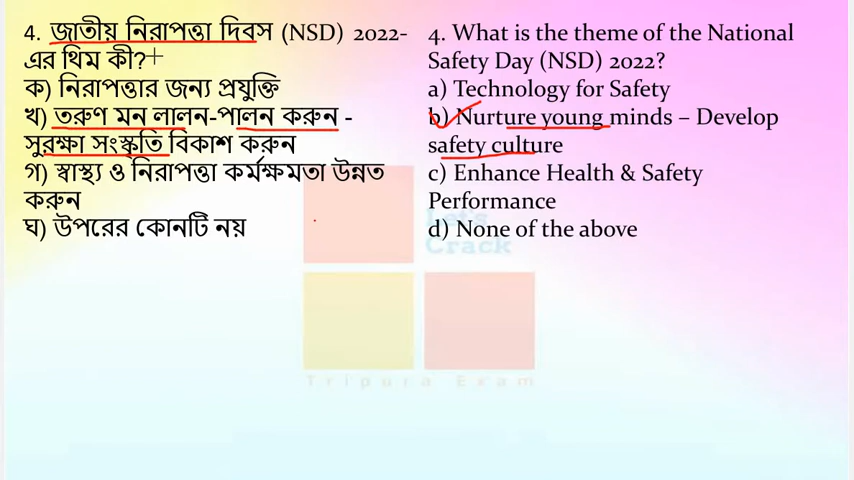 4. জাতীয় নিরাপত্তা দিবস (NSD) 2022-
এর থিম কী?
ক) নিরাপত্তার জন্য প্রযুক্তি
খ) তরুণ মন লালন-পালন করুন -
সুরক্ষা সংস্কৃতি বিকাশ করুন
গ) স্বাস্থ্য ও নিরাপত্তা কর্মক্ষমতা উন্নত
করুন
ঘ) উপরের কোনটি নয়
4. What is the theme of the National
Safety Day (NSD) 2022?
a) Technology for Safety
b) Nurture young minds – Develop
safety culture
c) Enhance Health & Safety
Performance
d) None of the above
Let's
Crack
Tripura Exam